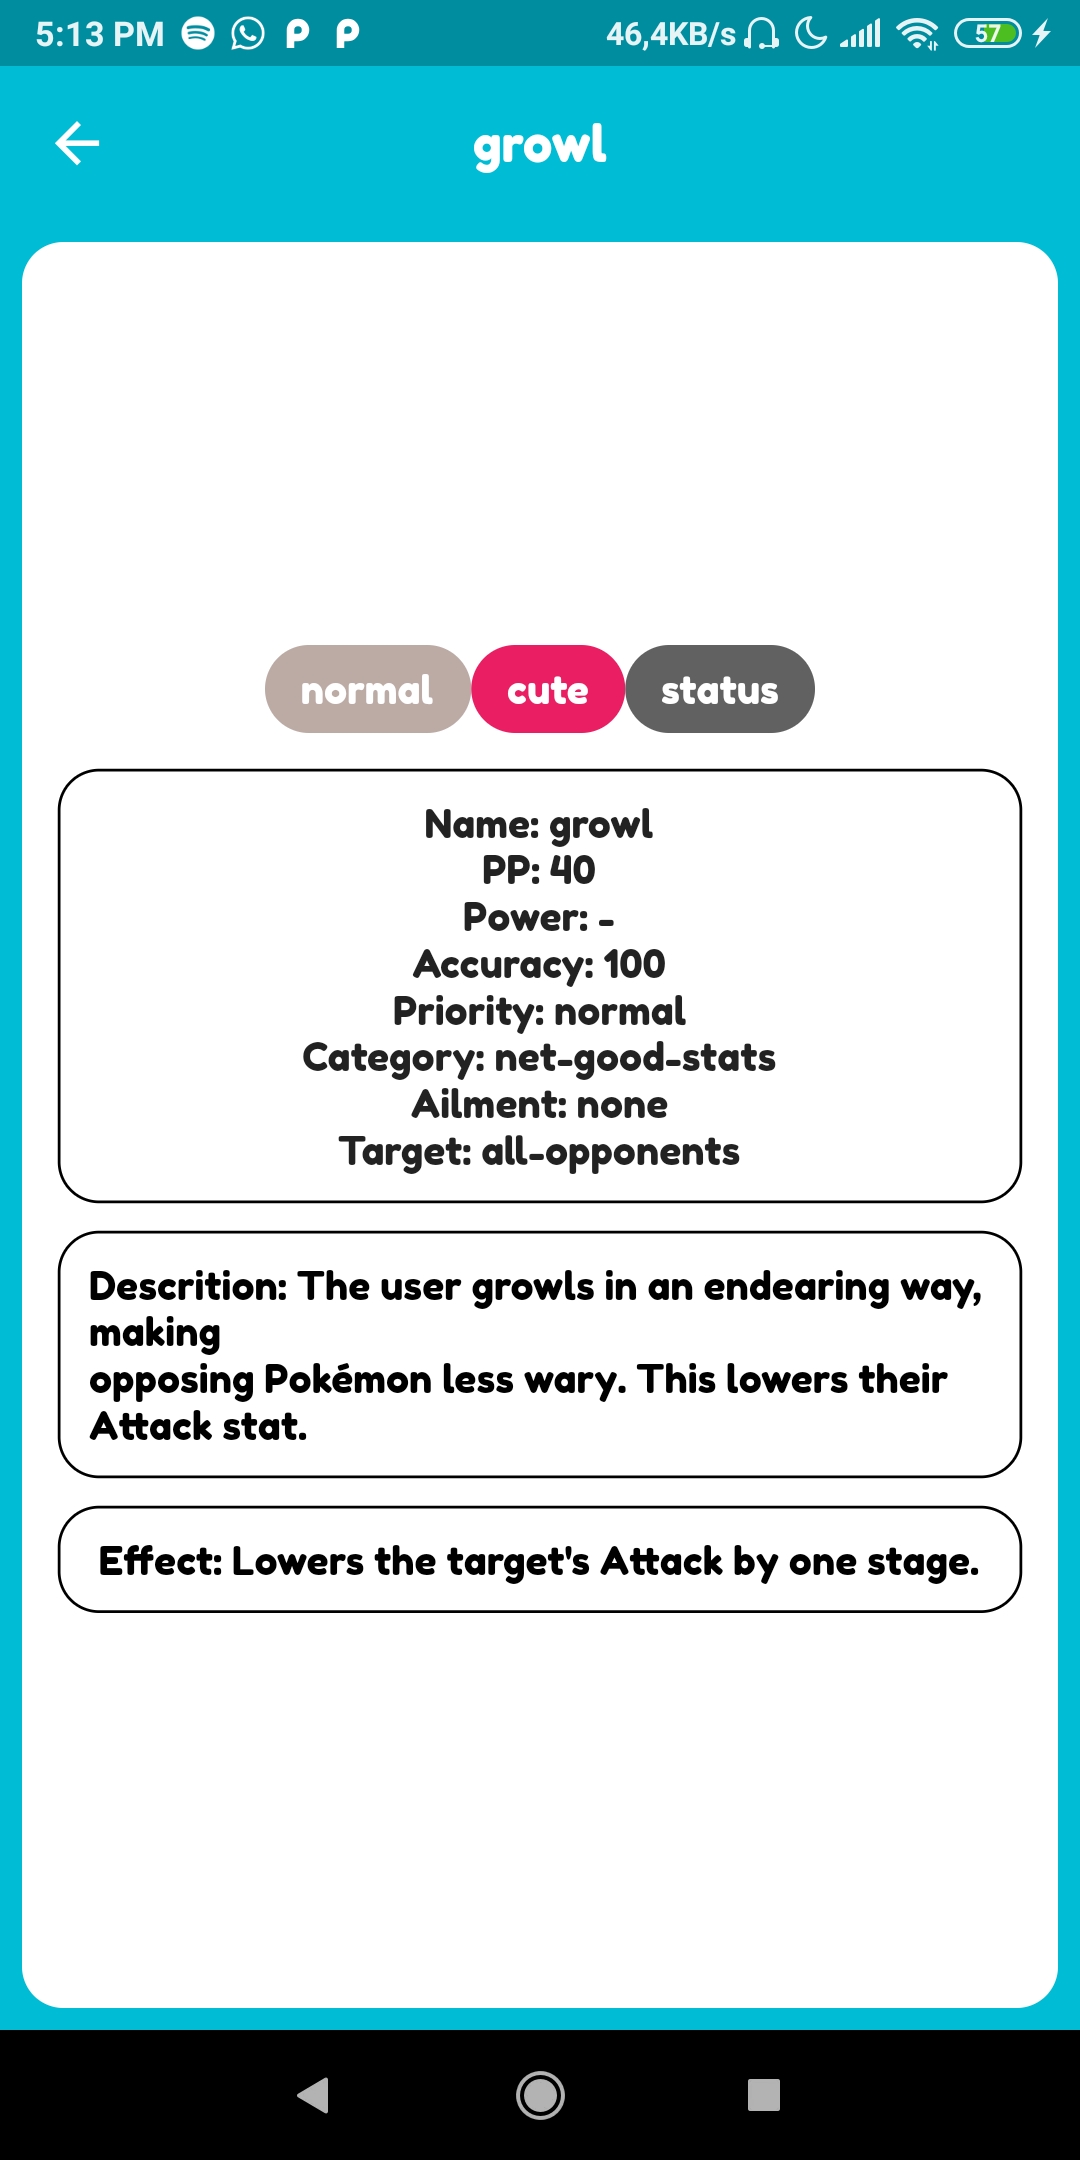 5:13 PM
46,4KB/s
57
growl
normal cute status
Name: growl
PP: 40
Power: -
Accuracy: 100
Priority: normal
Category: net-good-stats
Ailment: none
Target: all-opponents
Descrition: The user growls in an endearing way,
making
opposing Pokémon less wary. This lowers their
Attack stat.
Effect: Lowers the target's Attack by one stage.